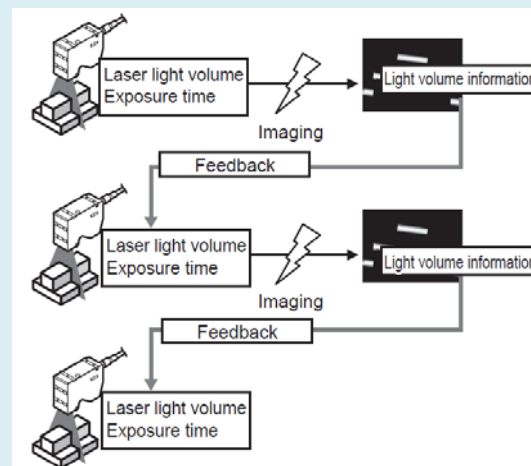 Laser light volume
Exposure time
Light volume information
Imaging
Feedback
Laser light volume
Exposure time
Light volume information
Imaging
Feedback
Laser light volume
Exposure time